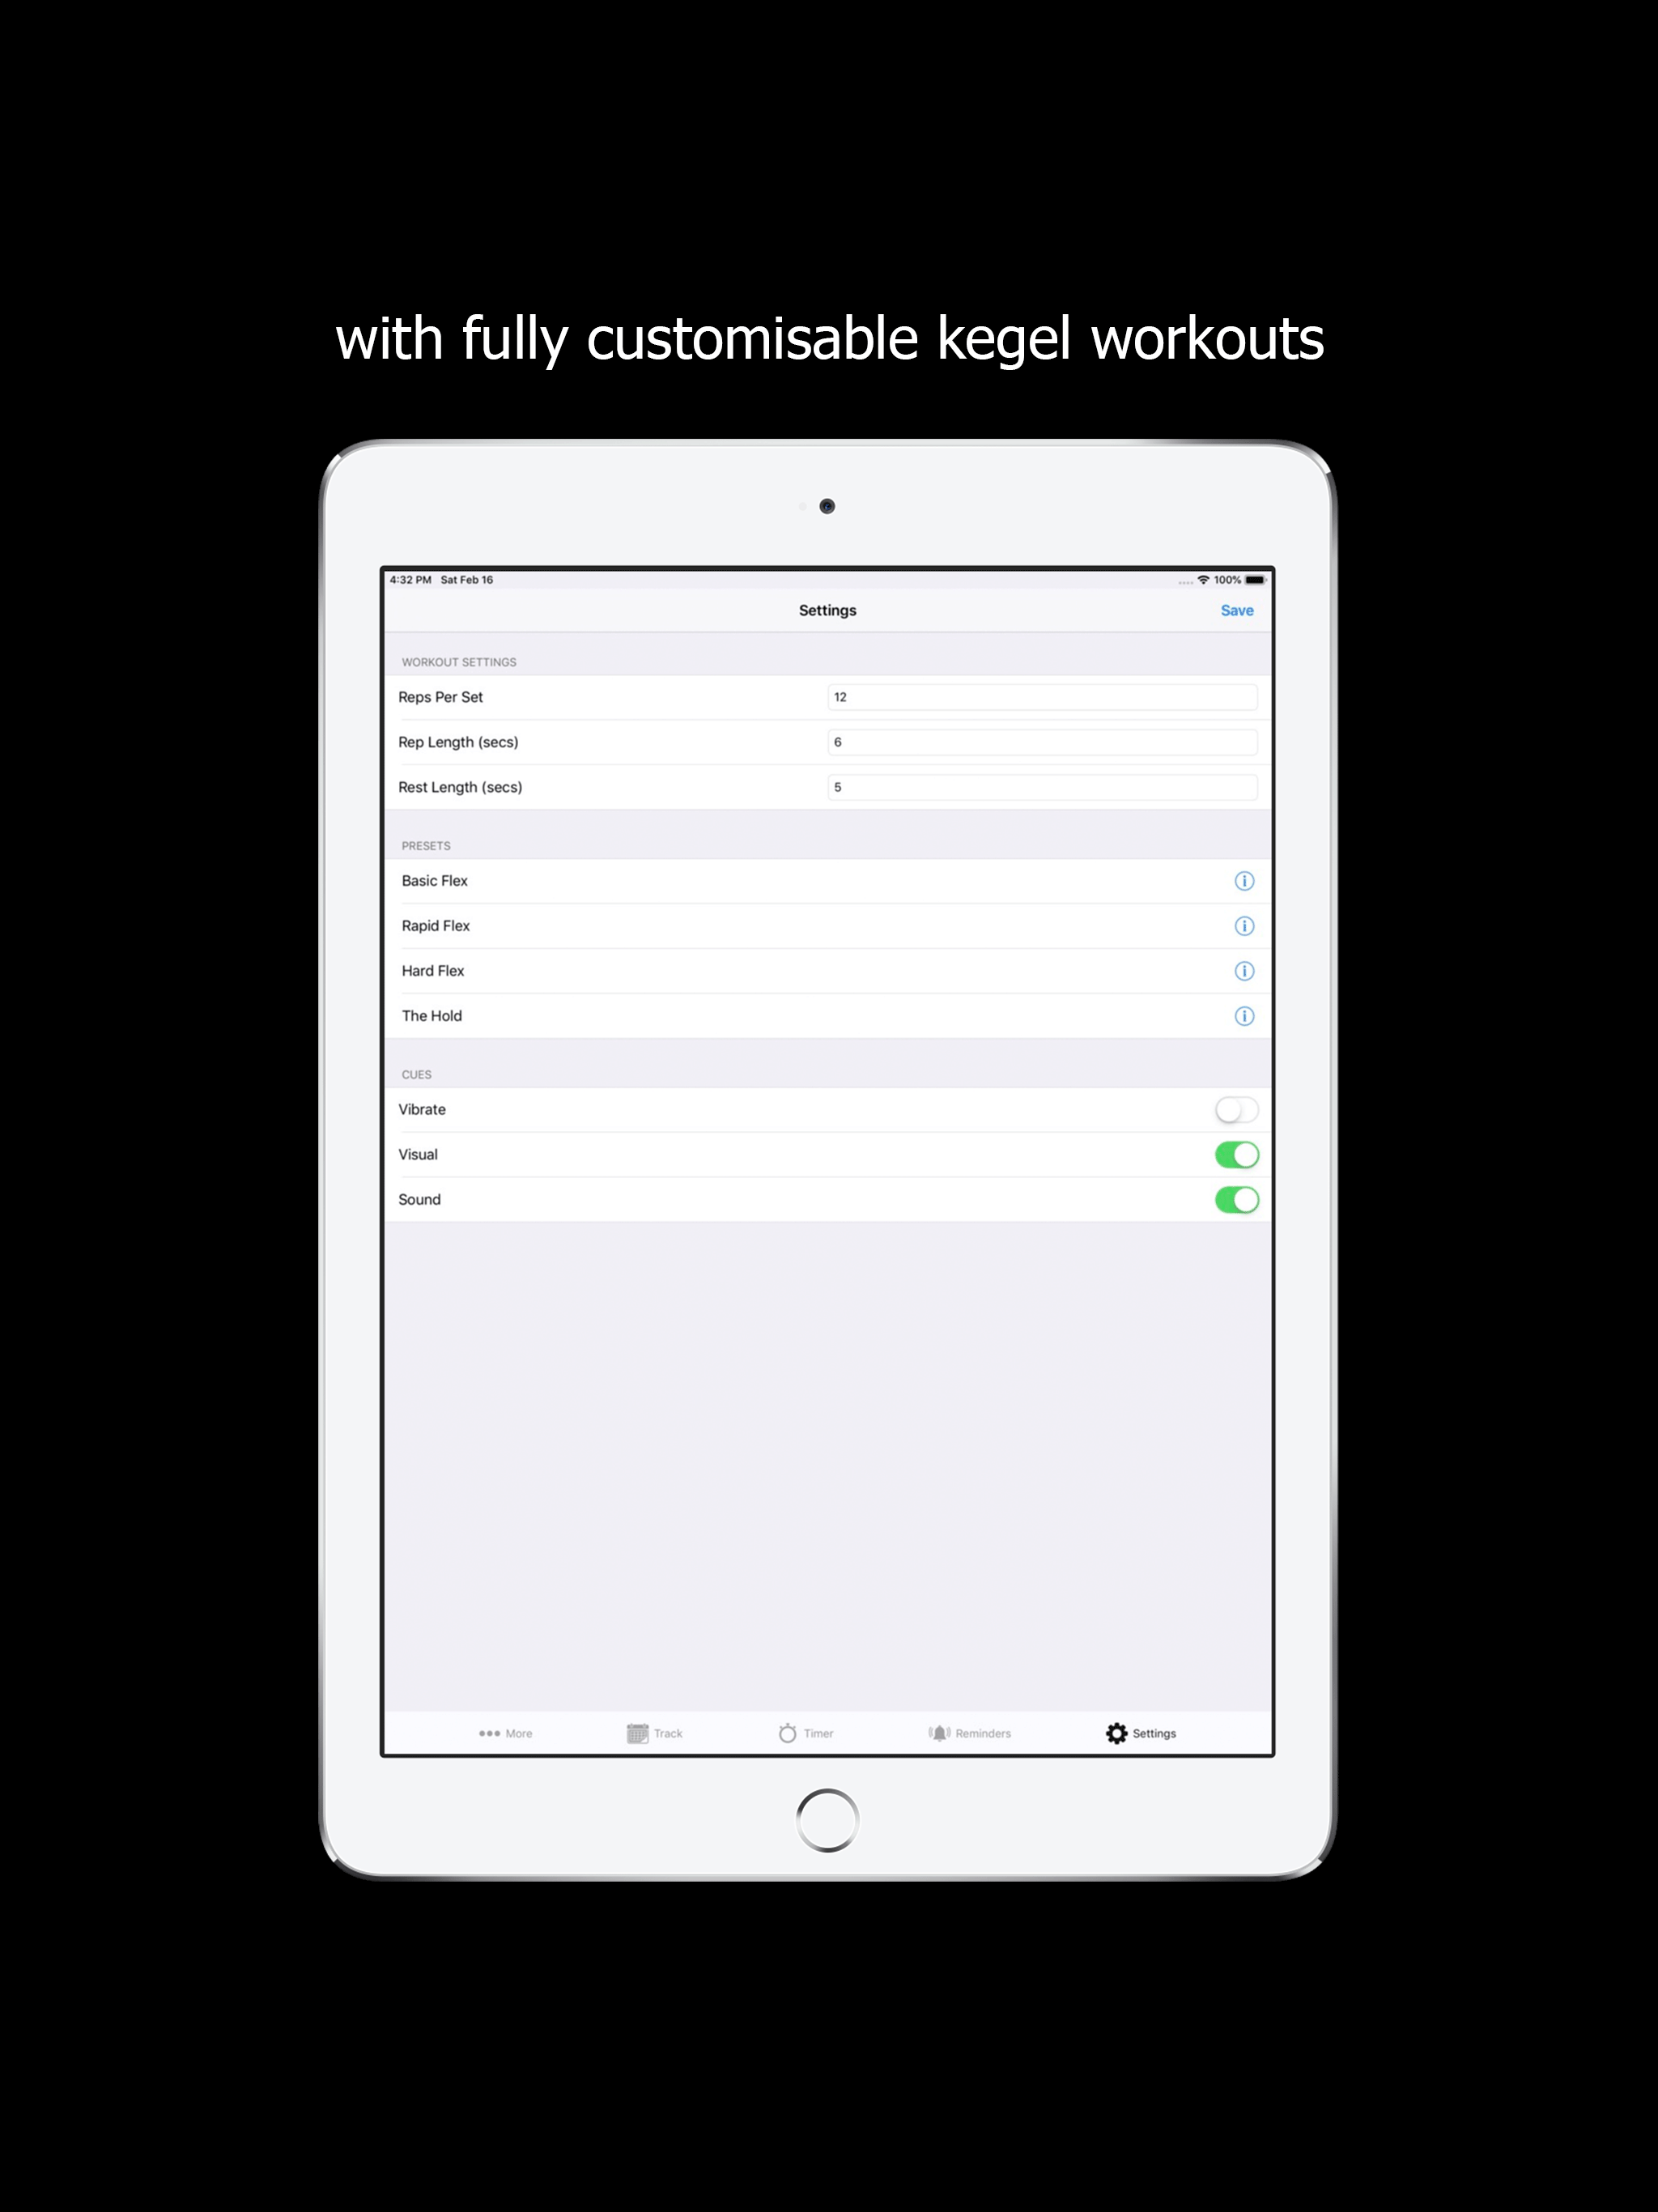 with fully customisable kegel workouts
4:32 PM Sat Feb 16 100%
Settings Save
WORKOUT SETTINGS
Reps Per Set 12
Rep Length (secs) 6
Rest Length (secs) 5
PRESETS
Basic Flex
Rapid Flex
Hard Flex
The Hold
CUES
Vibrate
Visual
Sound
More Track Timer Reminders Settings